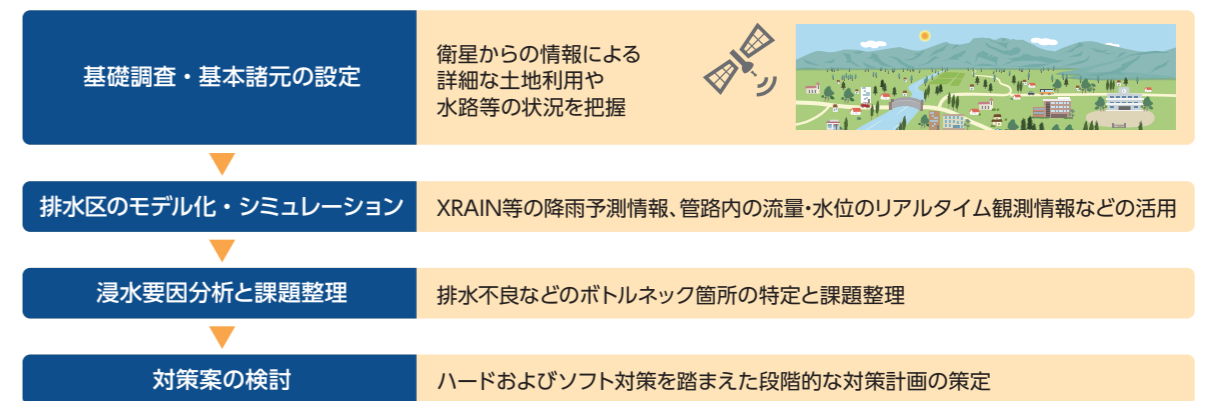 基礎調査・基本諸元の設定
衛星からの情報による
詳細な土地利用や
水路等の状況を把握
排水区のモデル化・シミュレーション
XRAIN等の降雨予測情報、管路内の流量・水位のリアルタイム観測情報などの活用
浸水要因分析と課題整理
排水不良などのボトルネック箇所の特定と課題整理
対策案の検討
ハードおよびソフト対策を踏まえた段階的な対策計画の策定